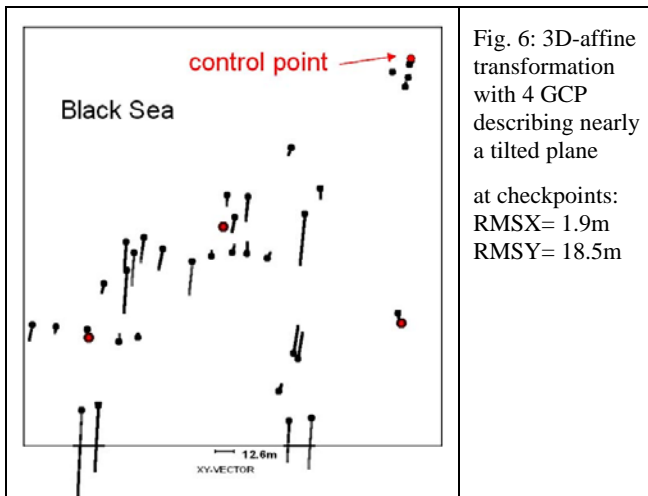 control point
Black Sea
12.6m
XY-VECTOR
Fig. 6: 3D-affine
transformation
with 4 GCP
describing nearly
a tilted plane
at checkpoints:
RMSX= 1.9m
RMSY= 18.5m